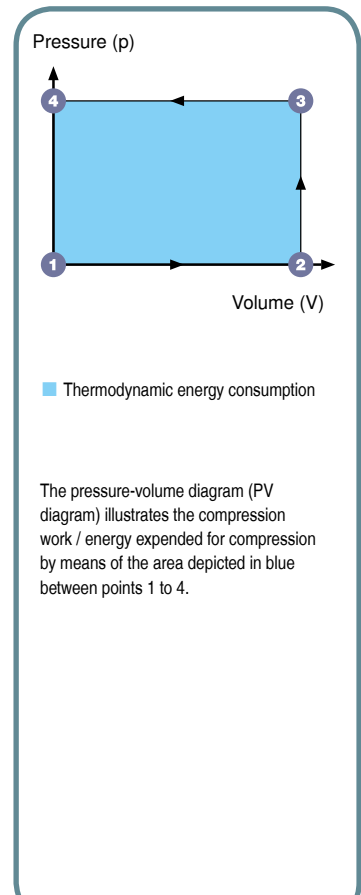 Pressure (p)
4
3
1
2
Volume (V)
Thermodynamic energy consumption
The pressure-volume diagram (PV
diagram) illustrates the compression
work / energy expended for compression
by means of the area depicted in blue
between points 1 to 4.